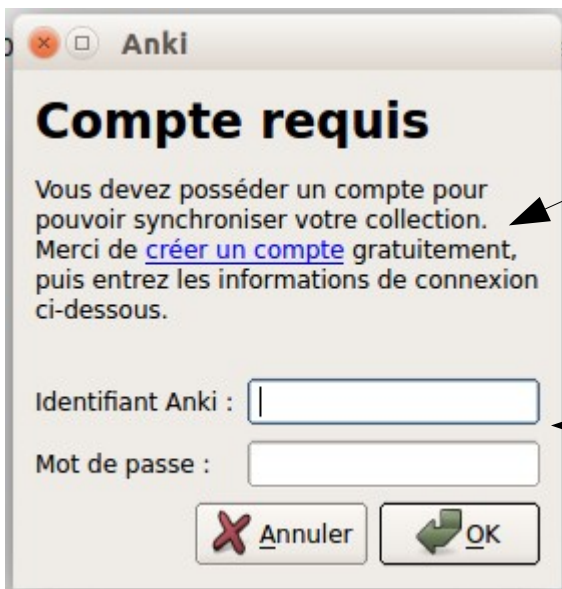 Anki
Compte requis
Vous devez posséder un compte pour
pouvoir synchroniser votre collection.
Merci de créer un compte gratuitement,
puis entrez les informations de connexion
ci-dessous.
Identifiant Anki :
Mot de passe :
Annuler
OK